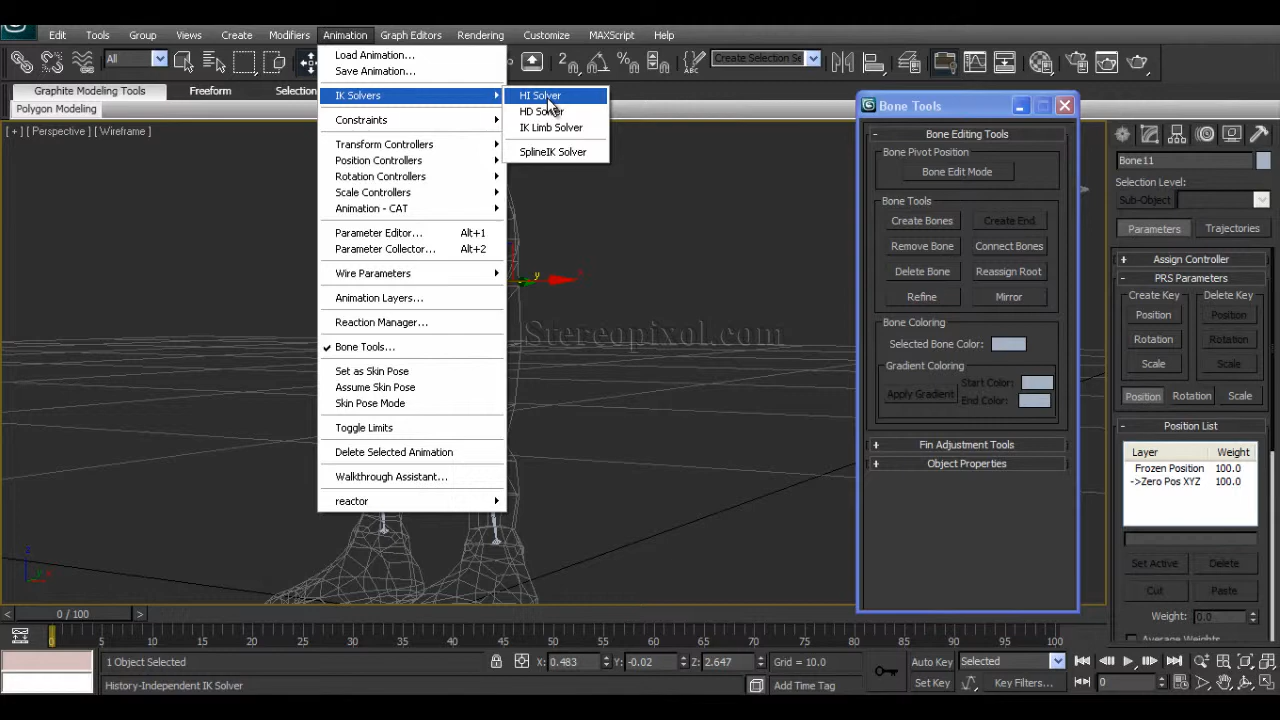 Edit Tools Group Views Create Modifiers Animation Graph Editors Rendering Customize MAXScript Help
All
Create Selection Se
Graphite Modeling Tools Freeform Selection
Polygon Modeling
[ + ] [ Perspective ] [ Wireframe ]
Load Animation...
Save Animation...
IK Solvers
Constraints
Transform Controllers
Position Controllers
Rotation Controllers
Scale Controllers
Animation - CAT
Parameter Editor... Alt+1
Parameter Collector... Alt+2
Wire Parameters
Animation Layers...
Reaction Manager...
Bone Tools...
Set as Skin Pose
Assume Skin Pose
Skin Pose Mode
Toggle Limits
Delete Selected Animation
Walkthrough Assistant...
reactor
HI Solver
HD Solver
IK Limb Solver
SplineIK Solver
y
x
Stereopixol.com
z
x
Bone Tools
Bone Editing Tools
Bone Pivot Position
Bone Edit Mode
Bone Tools
Create Bones Create End
Remove Bone Connect Bones
Delete Bone Reassign Root
Refine Mirror
Bone Coloring
Selected Bone Color:
Gradient Coloring
Apply Gradient Start Color:
End Color:
Fin Adjustment Tools
Object Properties
Bone11
Selection Level:
Sub-Object
Parameters Trajectories
Assign Controller
PRS Parameters
Create Key Delete Key
Position Position
Rotation Rotation
Scale Scale
Position Rotation Scale
Position List
Layer Weight
Frozen Position 100.0
->Zero Pos XYZ 100.0
Set Active Delete
Cut Paste
Weight: 0.0
Average Weights
< 0 / 100 >
0 5 10 15 20 25 30 35 40 45 50 55 60 65 70 75 80 85 90 95 100
1 Object Selected X: 0.483 Y: -0.02 Z: 2.647 Grid = 10.0 Auto Key Selected
History-Independent IK Solver Add Time Tag Set Key Key Filters... 0